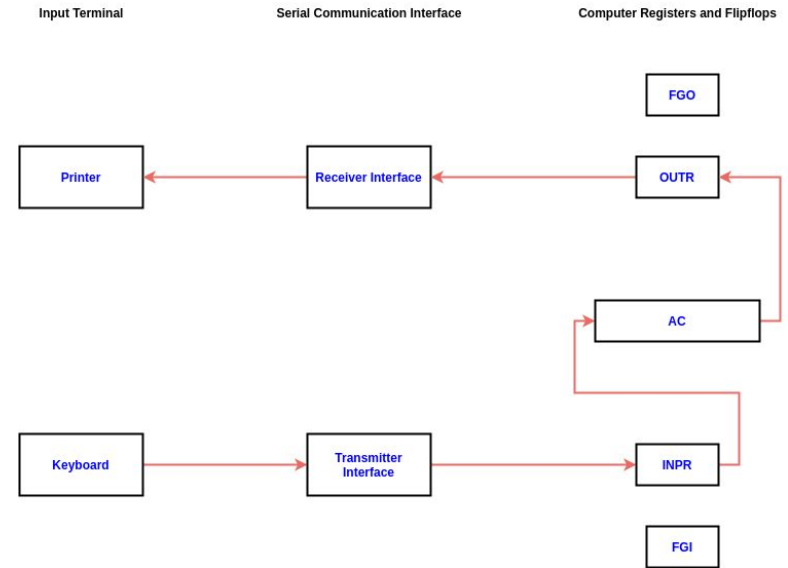 Input Terminal
Serial Communication Interface
Computer Registers and Flipflops
FGO
Printer
Receiver Interface
OUTR
AC
Keyboard
Transmitter
Interface
INPR
FGI